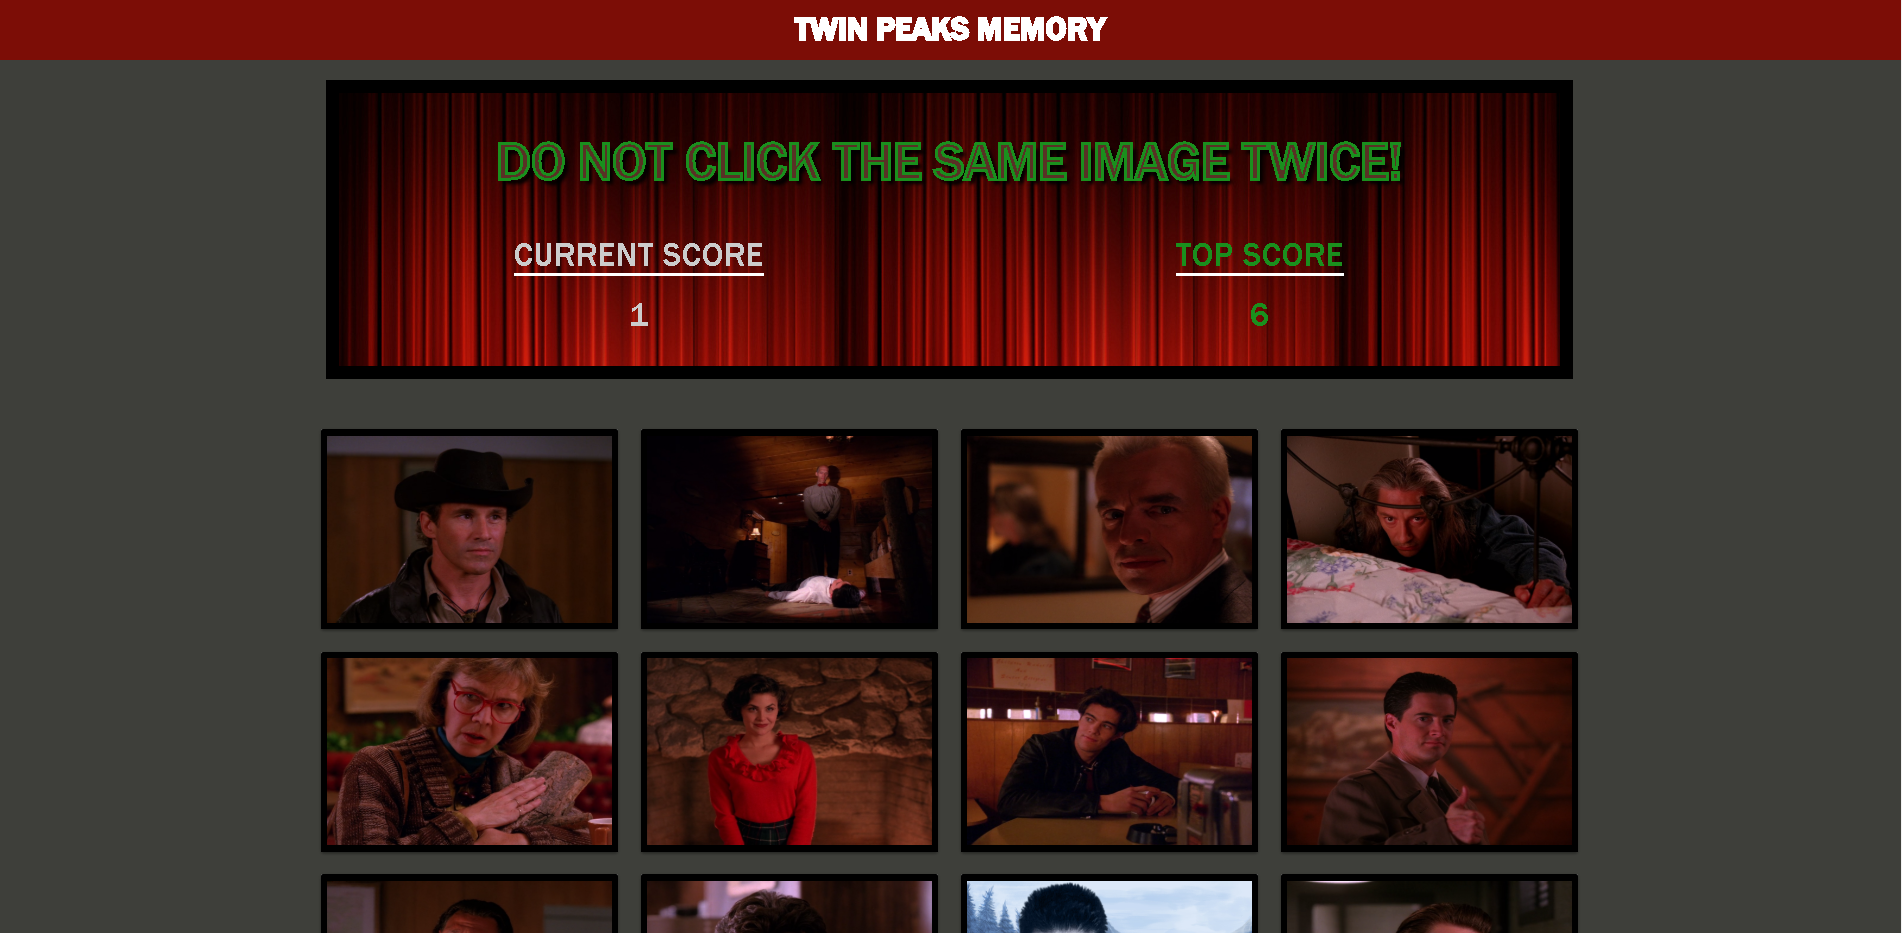 TWIN PEAKS MEMORY
DO NOT CLICK THE SAME IMAGE TWICE!
CURRENT SCORE
1
TOP SCORE
6